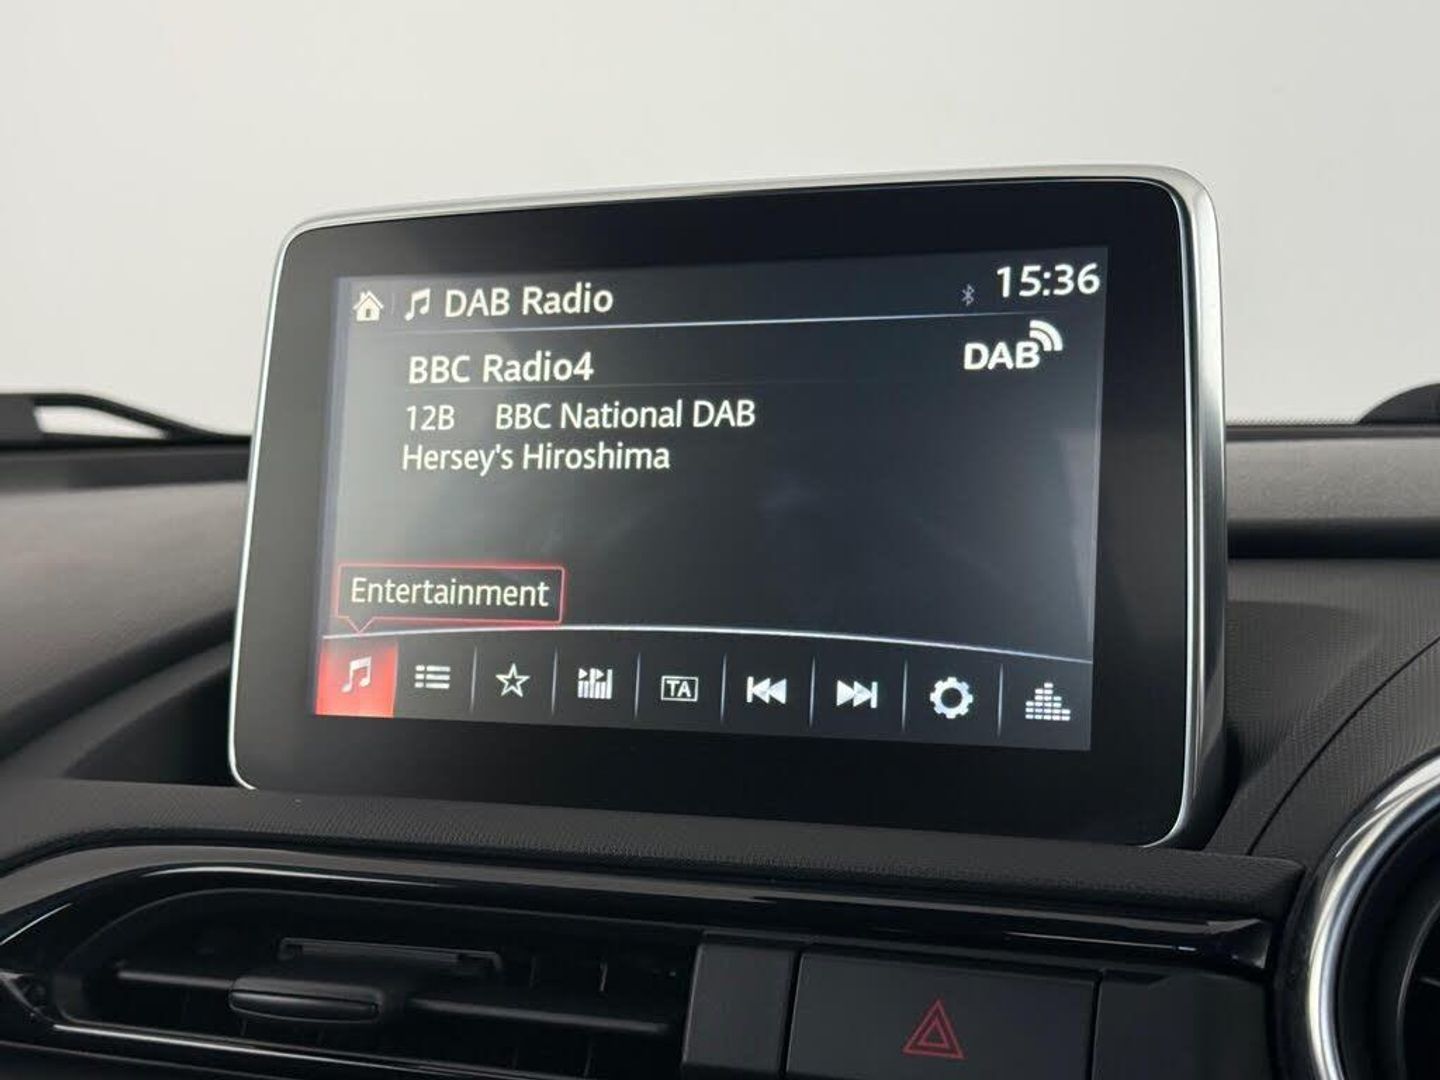 DAB Radio
15:36
BBC Radio4
DAB
12B BBC National DAB
Hersey's Hiroshima
Entertainment
TA